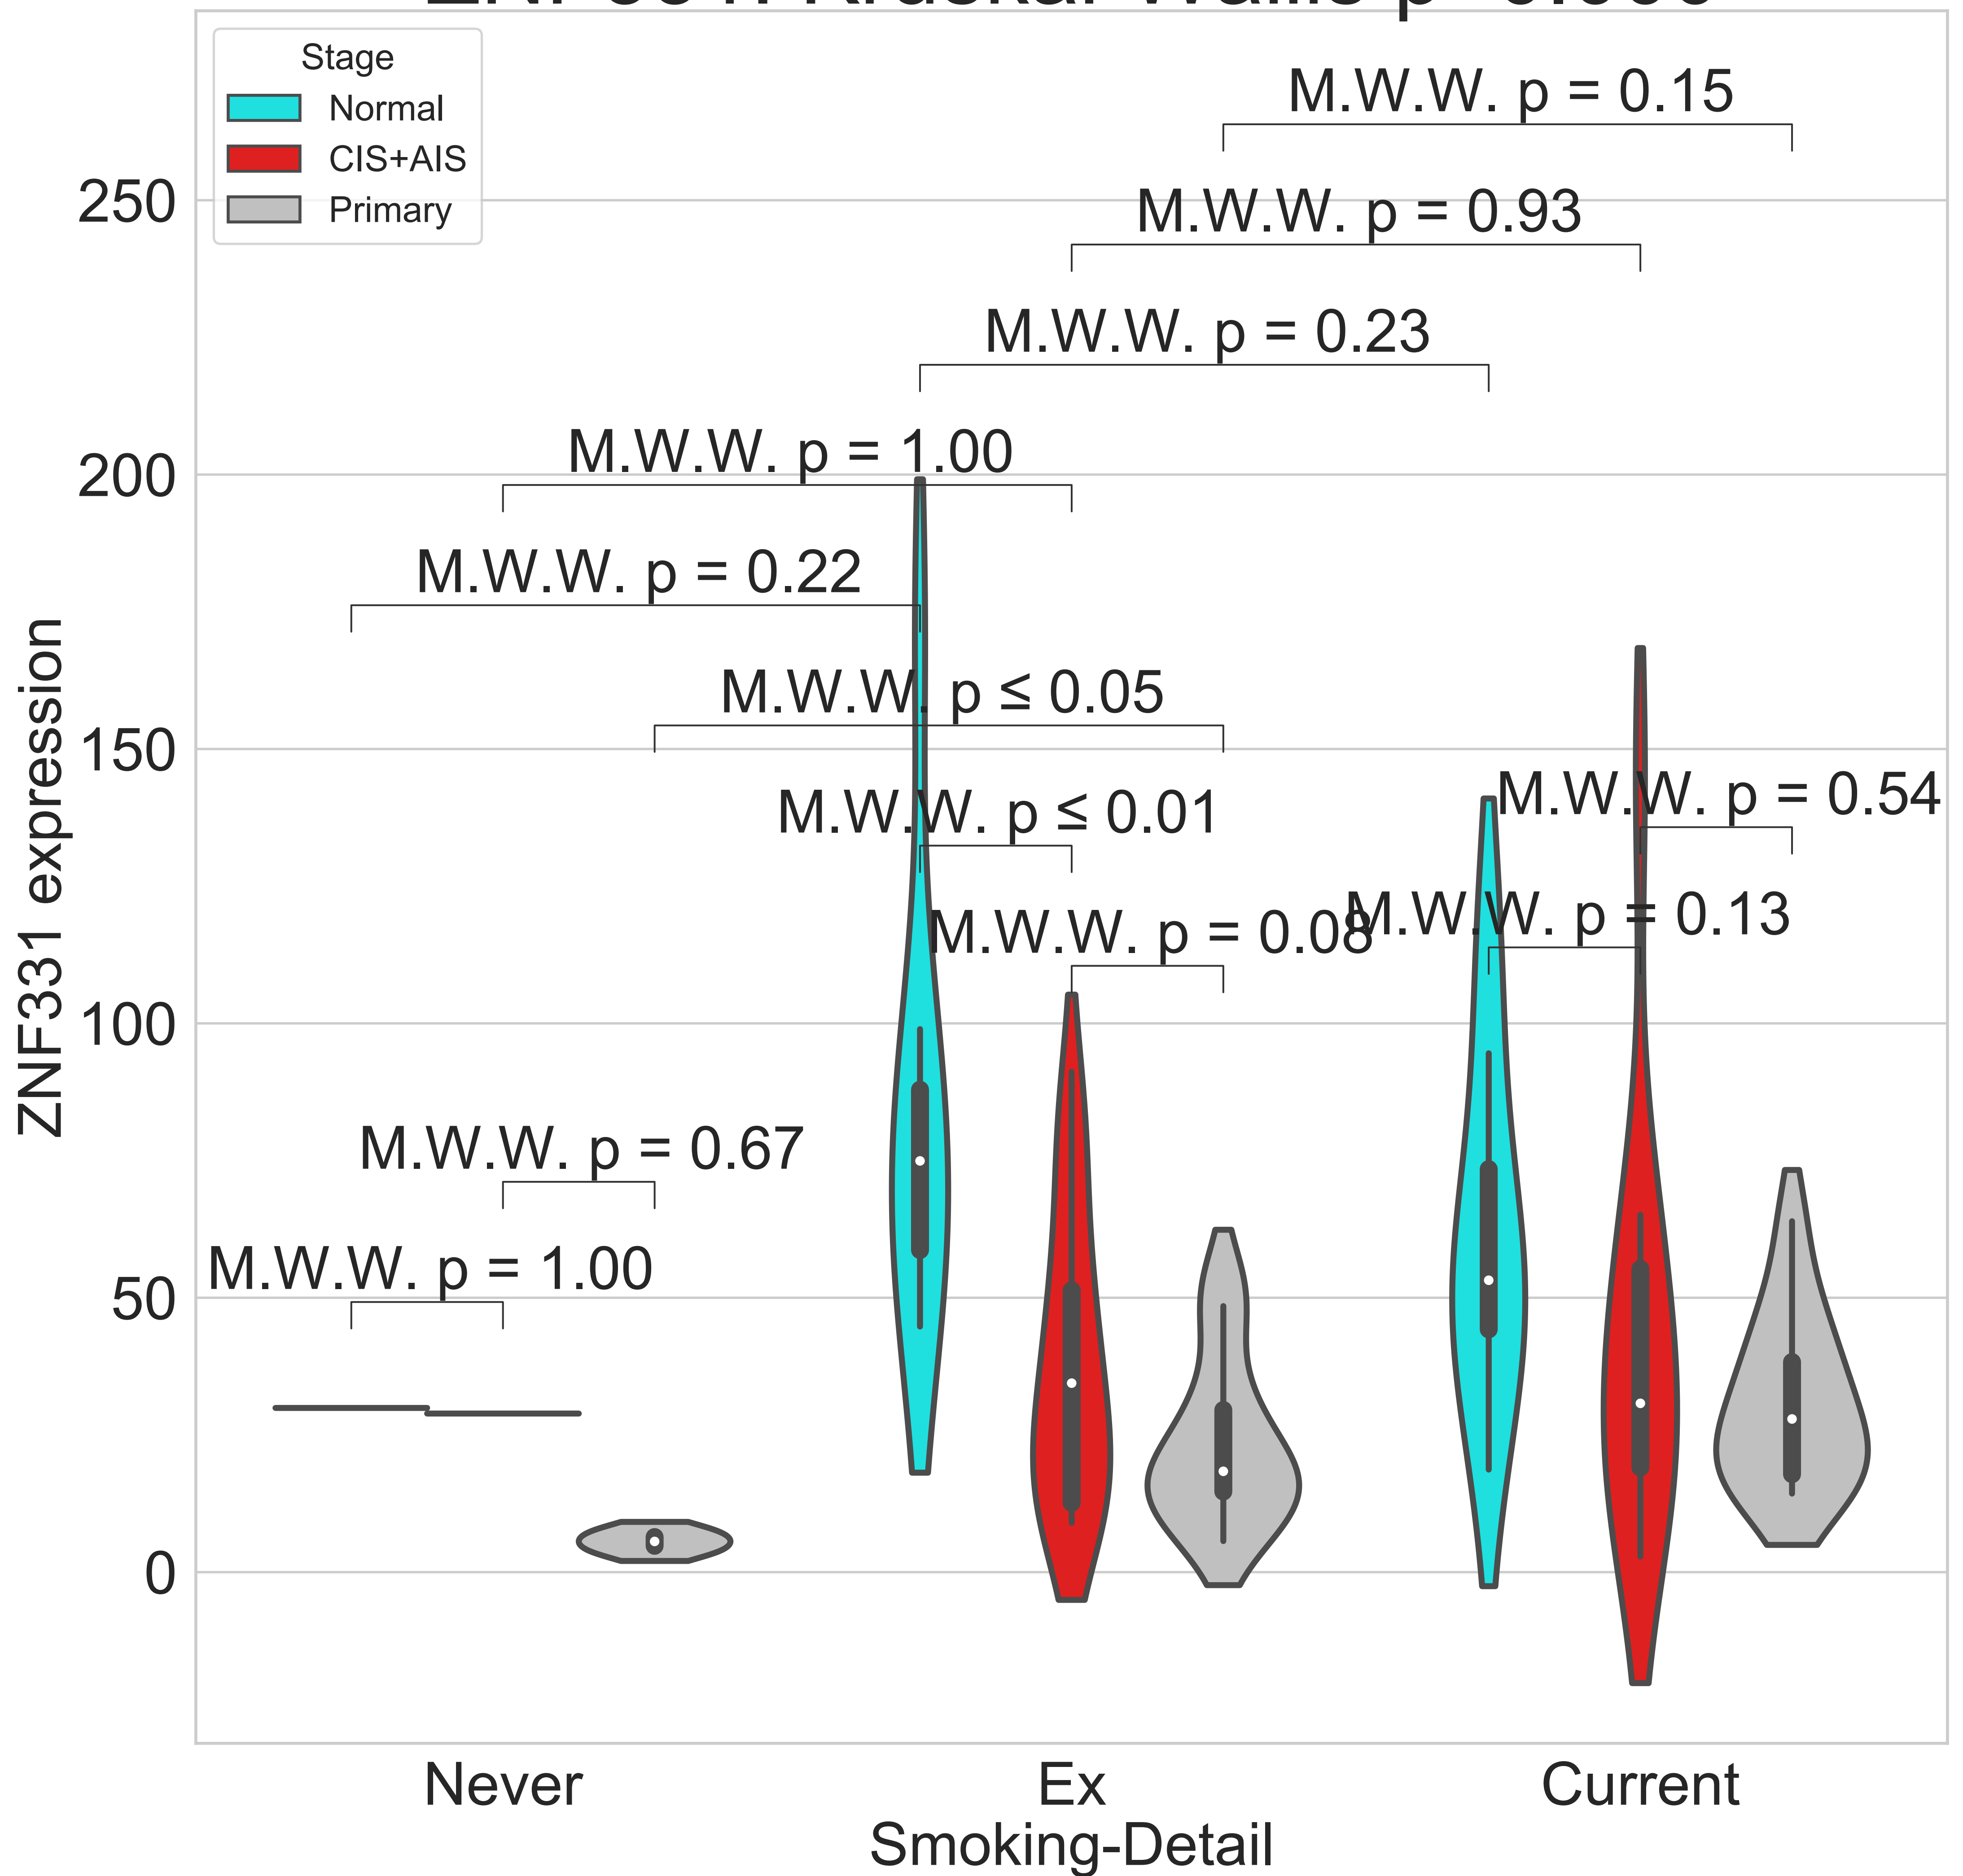 Stage
Normal
CIS+AIS
Primary
M.W.W. p = 0.15
M.W.W. p = 0.93
M.W.W. p = 0.23
M.W.W. p = 1.00
M.W.W. p = 0.22
M.W.W. p ≤ 0.05
M.W.W. p ≤ 0.01
M.W.W. p = 0.54
M.W.W. p = 0.08
M.W.W. p = 0.13
M.W.W. p = 0.67
M.W.W. p = 1.00
250
200
150
100
50
0
ZNF331 expression
Never
Ex
Current
Smoking-Detail